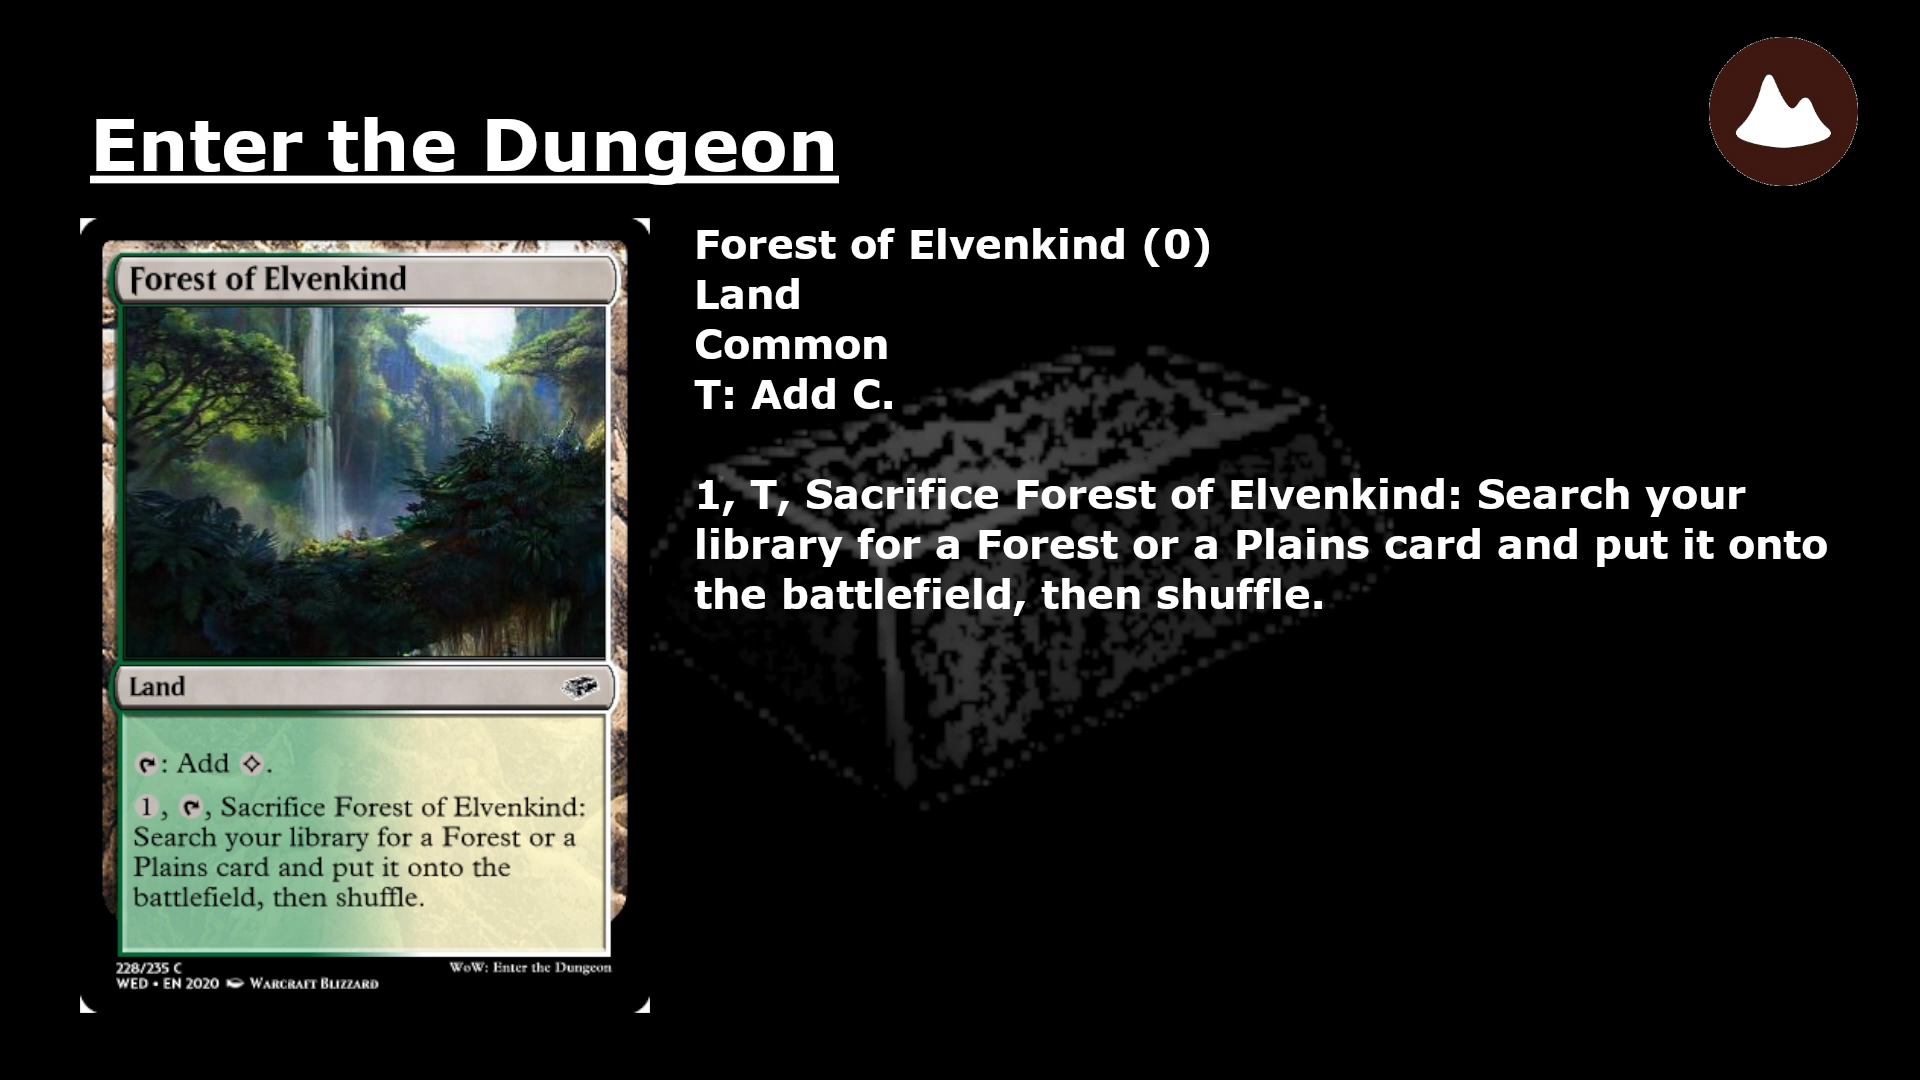 Enter the Dungeon
Forest of Elvenkind
Land
: Add .
1, , Sacrifice Forest of Elvenkind:
Search your library for a Forest or a
Plains card and put it onto the
battlefield, then shuffle.
228/235 C
WED • EN 2020 Warcraft Blizzard
WoW: Enter the Dungeon
Forest of Elvenkind (0)
Land
Common
T: Add C.
1, T, Sacrifice Forest of Elvenkind: Search your
library for a Forest or a Plains card and put it onto
the battlefield, then shuffle.